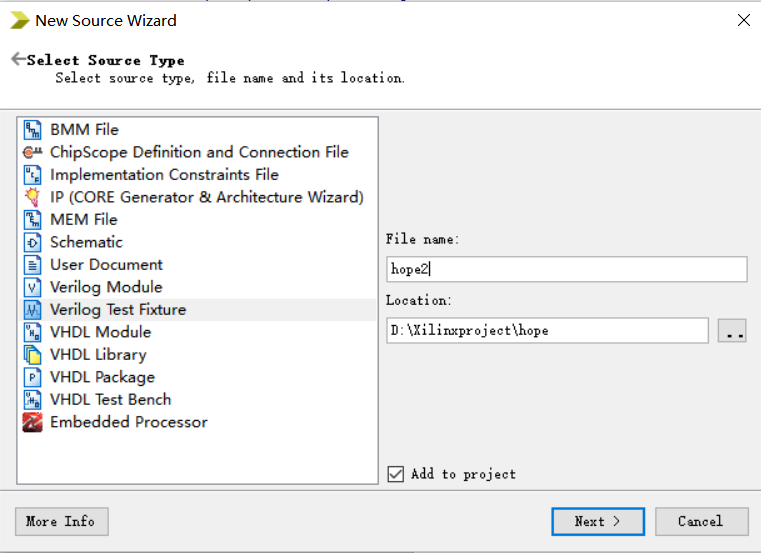 New Source Wizard
Select Source Type
Select source type, file name and its location.
BMM File
ChipScope Definition and Connection File
Implementation Constraints File
IP (CORE Generator & Architecture Wizard)
MEM File
Schematic
User Document
Verilog Module
Verilog Test Fixture
VHDL Module
VHDL Library
VHDL Package
VHDL Test Bench
Embedded Processor
File name:
hope2
Location:
D:\Xilinxproject\hope
..
Add to project
More Info
Next >
Cancel